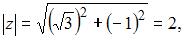 |z| = √((√3)² + (−1)²) = 2,